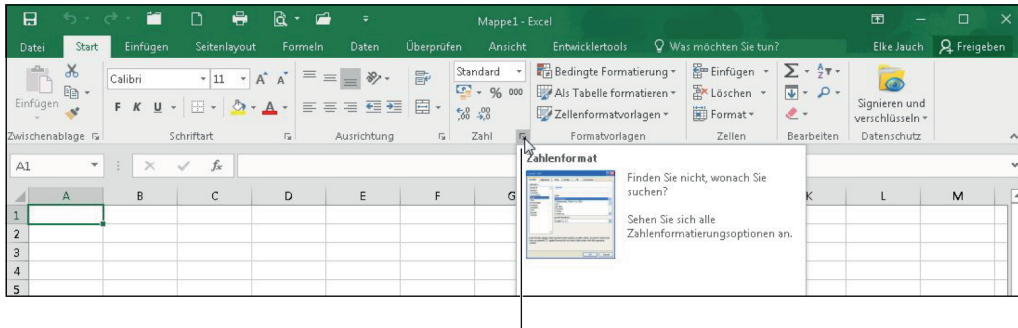 Mappe1 - Excel
Datei Start Einfügen Seitenlayout Formeln Daten Überprüfen Ansicht Entwicklertools Was möchten Sie tun? Elke Jauch Freigeben
Einfügen
Zwischenablage
Calibri 11 A A
F K U A
Schriftart
Ausrichtung
Standard
% 000
Zahl
Bedingte Formatierung
Als Tabelle formatieren
Zellenformatvorlagen
Formatvorlagen
Einfügen
Löschen
Format
Zellen
Bearbeiten
Signieren und
verschlüsseln
Datenschutz
A1 fx
A B C D E F G K L M
1
2
3
4
5
Zahlenformat
Finden Sie nicht, wonach Sie
suchen?
Sehen Sie sich alle
Zahlenformatierungsoptionen an.